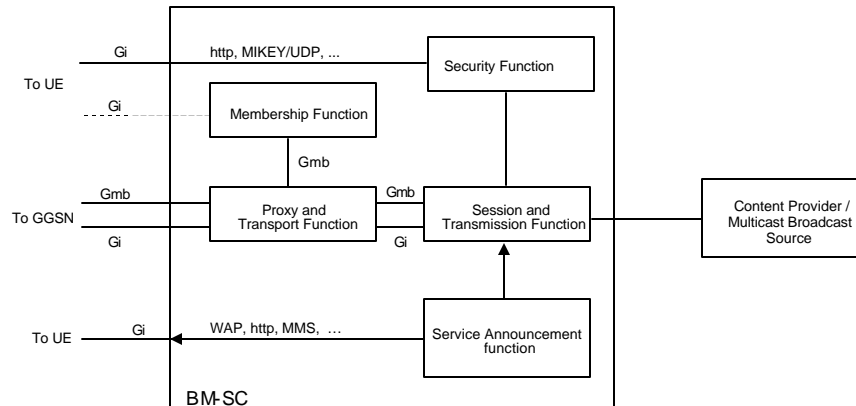 Gi
http, MIKEY/UDP, ...
Security Function
To UE
Gi
Membership Function
Gmb
Gmb
Gmb
To GGSN
Proxy and
Transport Function
Session and
Transmission Function
Content Provider /
Multicast Broadcast
Source
Gi
Gi
To UE
Gi
WAP, http, MMS, ...
Service Announcement
function
BM-SC